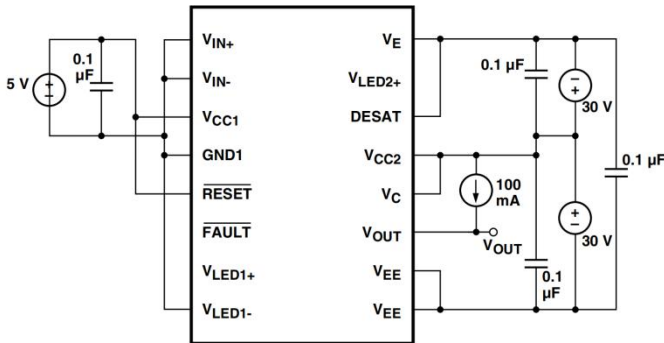 5 V
0.1
µF
V_IN+
V_IN-
V_CC1
GND1
RESET
FAULT
V_LED1+
V_LED1-
V_E
V_LED2+
DESAT
V_CC2
V_C
V_OUT
V_EE
V_EE
100
mA
V_OUT
0.1 µF
30 V
0.1 µF
30 V
0.1
µF